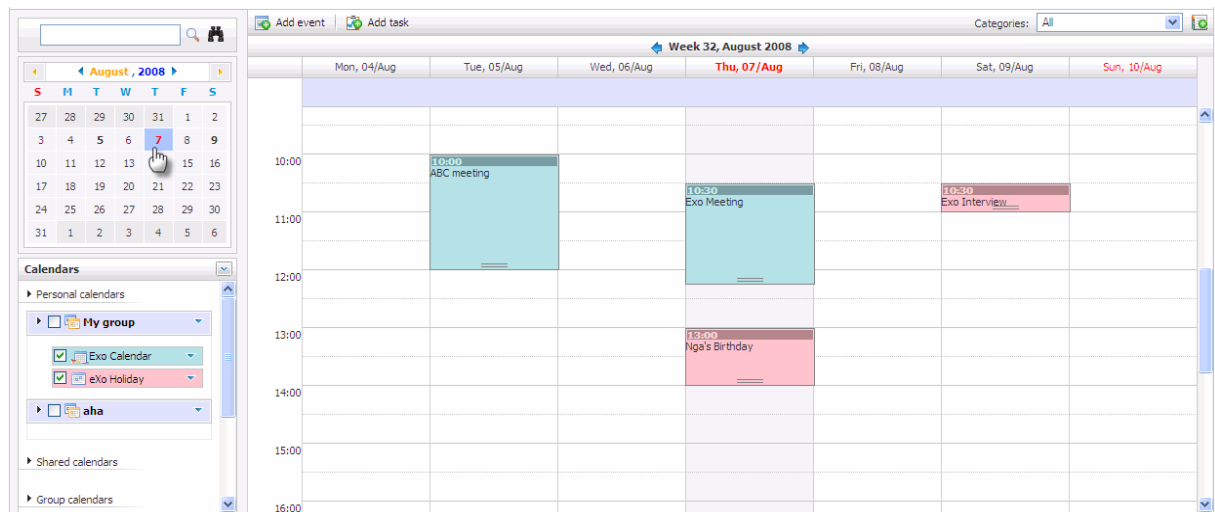 Add event
Add task
Categories: All
August , 2008
S M T W T F S
27 28 29 30 31 1 2
3 4 5 6 7 8 9
10 11 12 13 15 16
17 18 19 20 21 22 23
24 25 26 27 28 29 30
31 1 2 3 4 5 6
Calendars
Personal calendars
My group
Exo Calendar
eXo Holiday
aha
Shared calendars
Group calendars
Week 32, August 2008
Mon, 04/Aug Tue, 05/Aug Wed, 06/Aug Thu, 07/Aug Fri, 08/Aug Sat, 09/Aug Sun, 10/Aug
10:00
10:00
ABC meeting
10:30
Exo Meeting
10:30
Exo Interview
11:00
12:00
13:00
13:00
Nga's Birthday
14:00
15:00
16:00